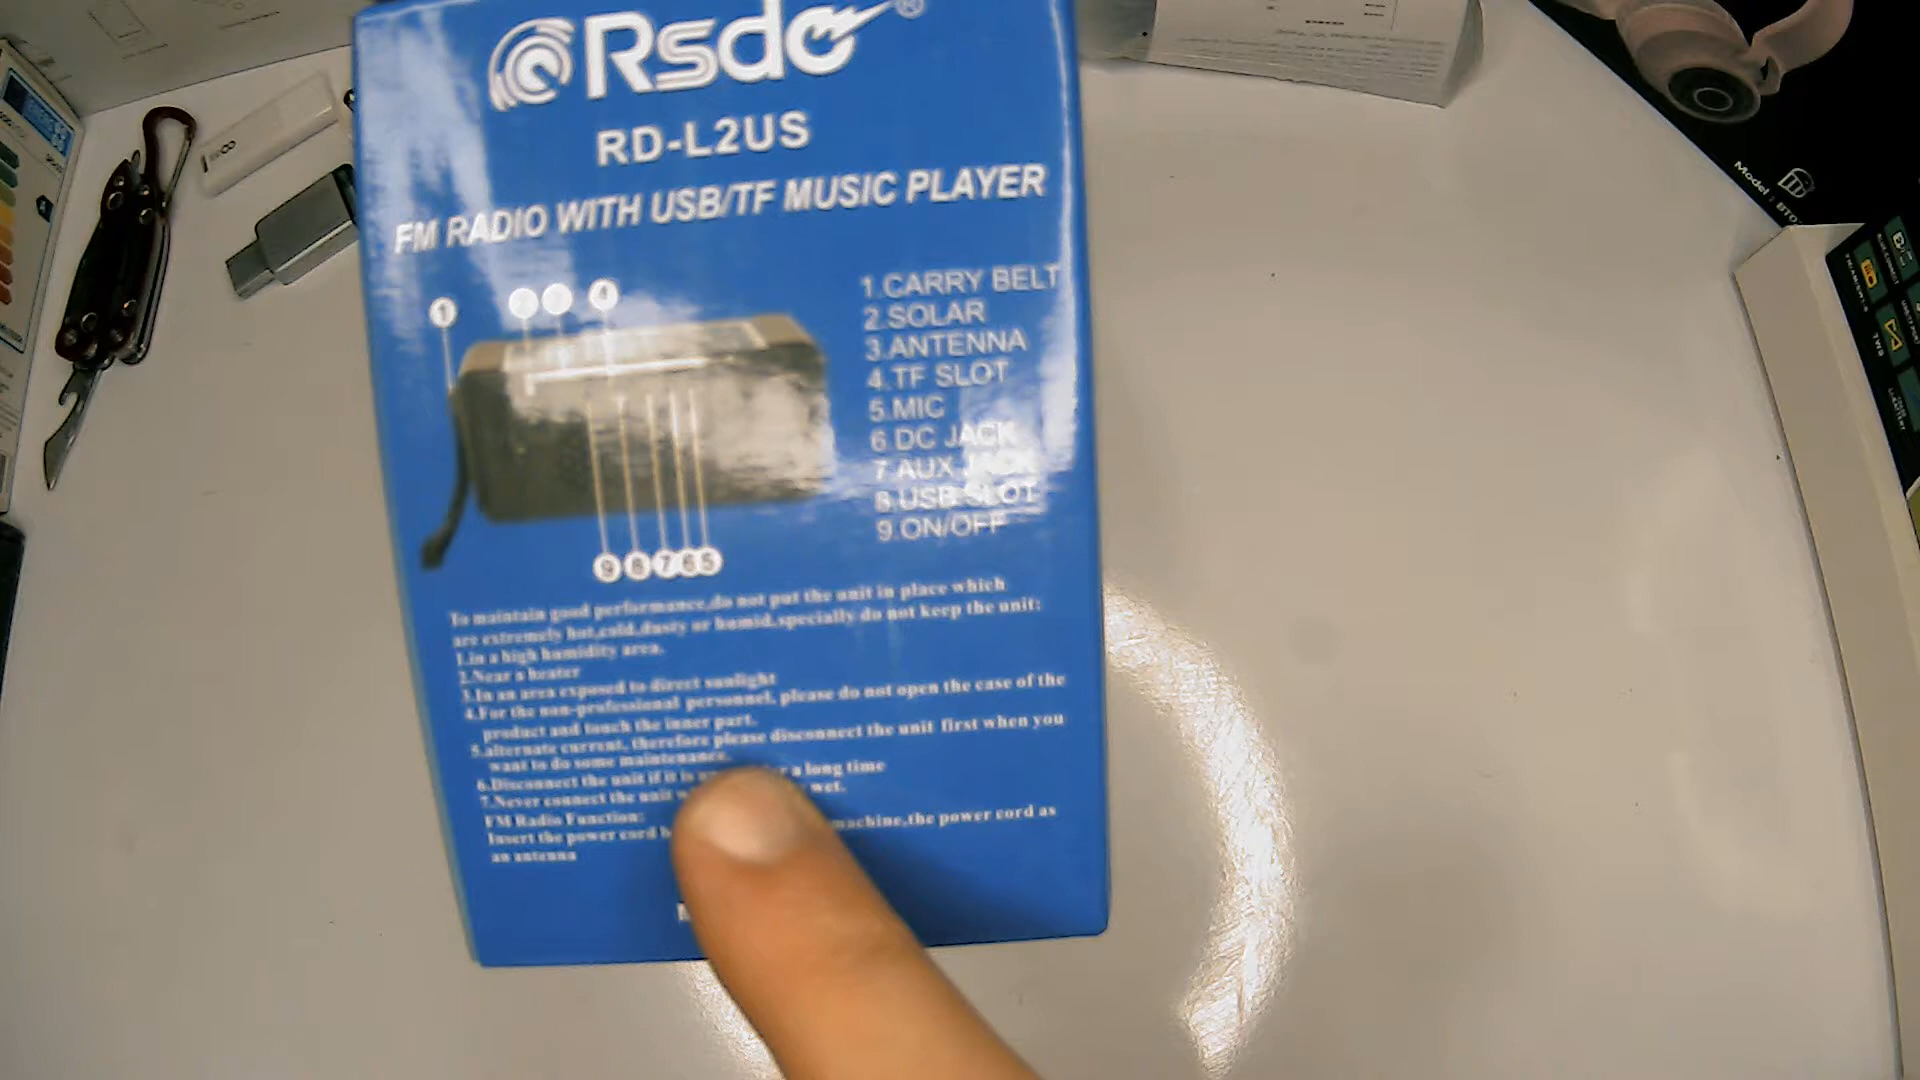 Rsdo®
RD-L2US
FM RADIO WITH USB/TF MUSIC PLAYER
1
4
1.CARRY BELT
2.SOLAR
3.ANTENNA
4.TF SLOT
5.MIC
6 DC JACK
7 AUX JACK
8.USB SLOT
9.ON/OFF
9 8 7 6 5
To maintain good performance,do not put the unit in place which
are extremely hot,cold,dusty or humid,specially do not keep the unit:
1.in a high humidity area.
2.Near a heater
3.In an area exposed to direct sunlight
4.For the non-professional personnel, please do not open the case of the
product and touch the inner part.
5.alternate current, therefore please disconnect the unit first when you
want to do some maintenance.
6.Disconnect the unit if it is a long time
7.Never connect the unit wet.
FM Radio Function:
Insert the power cord machine,the power cord as
an antenna
Model: